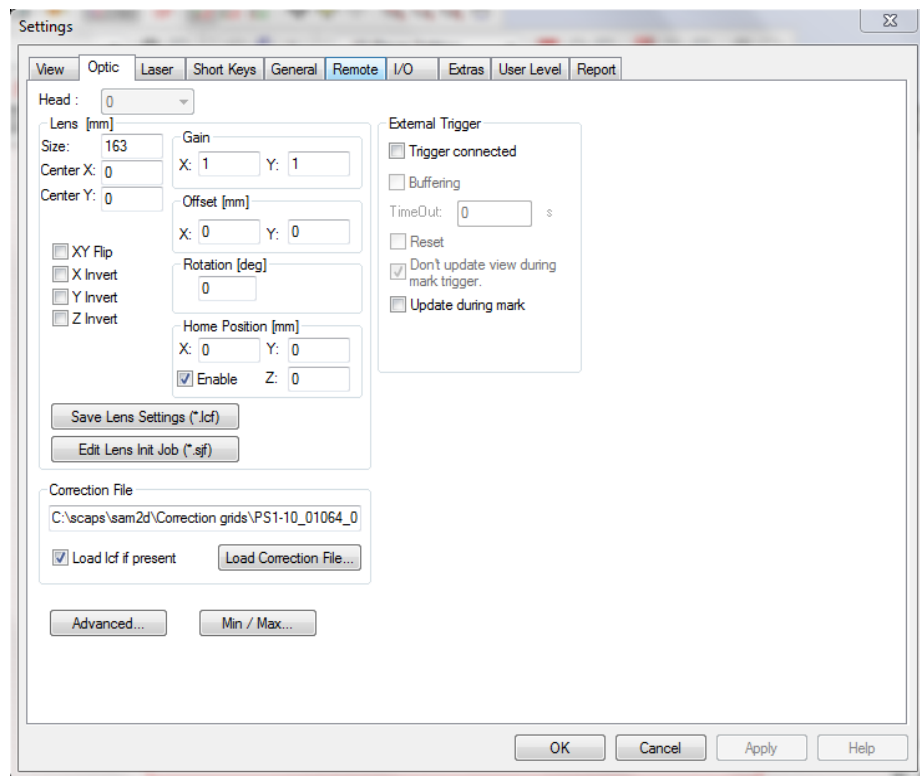 Settings
View Optic Laser Short Keys General Remote I/O Extras User Level Report
Head : 0
Lens [mm]
Size: 163
Center X: 0
Center Y: 0
XY Flip
X Invert
Y Invert
Z Invert
Gain
X: 1 Y: 1
Offset [mm]
X: 0 Y: 0
Rotation [deg]
0
Home Position [mm]
X: 0 Y: 0
Enable Z: 0
Save Lens Settings (*.lcf)
Edit Lens Init Job (*.sjf)
External Trigger
Trigger connected
Buffering
TimeOut: 0 s
Reset
Don't update view during
mark trigger.
Update during mark
Correction File
C:\scaps\sam2d\Correction grids\PS1-10_01064_0
Load lcf if present Load Correction File...
Advanced... Min / Max...
OK Cancel Apply Help